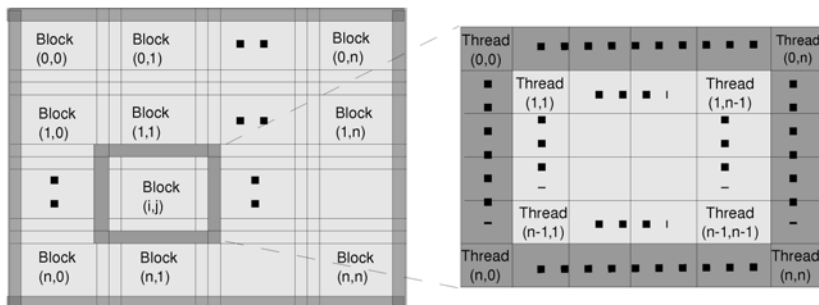 Block
(0,0)
Block
(0,1)
Block
(0,n)
Block
(1,0)
Block
(1,1)
Block
(1,n)
Block
(i,j)
Block
(n,0)
Block
(n,1)
Block
(n,n)
Thread
(0,0)
Thread
(0,n)
Thread
(1,1)
Thread
(1,n-1)
Thread
(n-1,1)
Thread
(n-1,n-1)
Thread
(n,0)
Thread
(n,n)